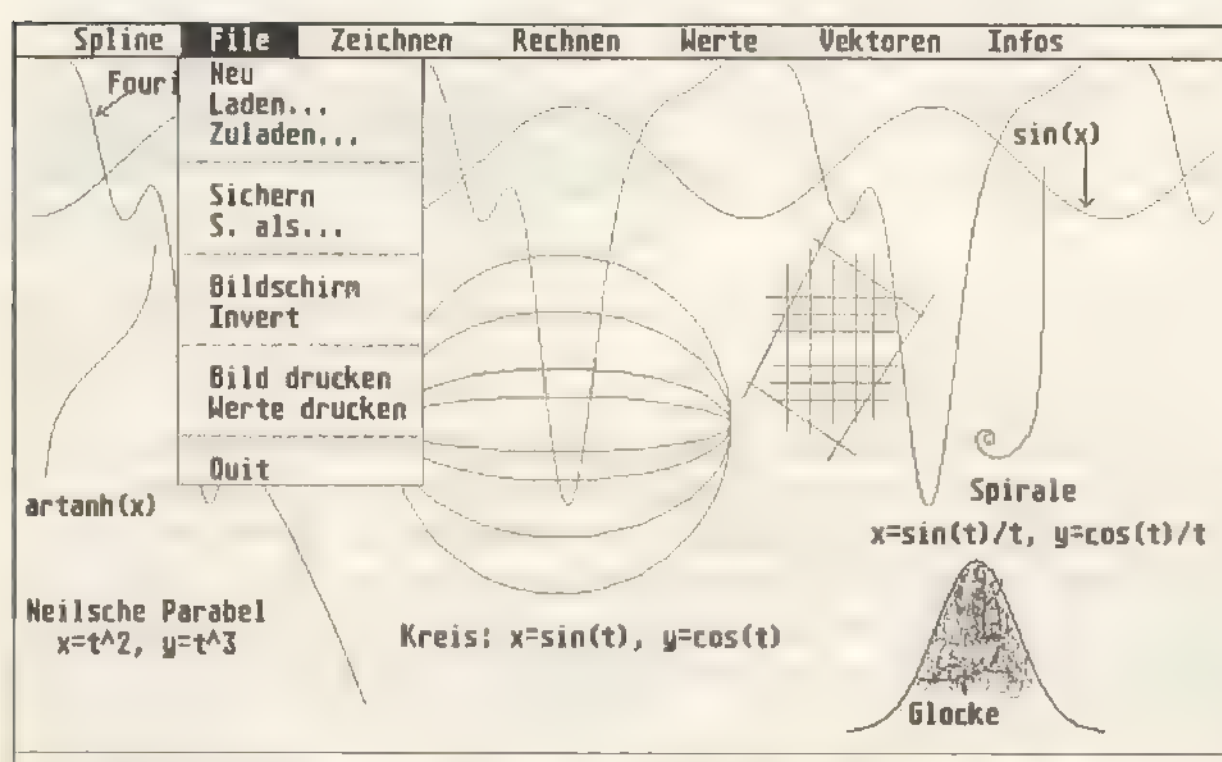 Spline File Zeichnen Rechnen Werte Vektoren Infos
Fouri
Neu
Laden...
Zuladen...
Sichern
S. als...
Bildschirm
Invert
Bild drucken
Werte drucken
Quit
sin(x)
artanh(x)
Spirale
x=sin(t)/t, y=cos(t)/t
Neilsche Parabel
x=t^2, y=t^3
Kreis: x=sin(t), y=cos(t)
Glocke